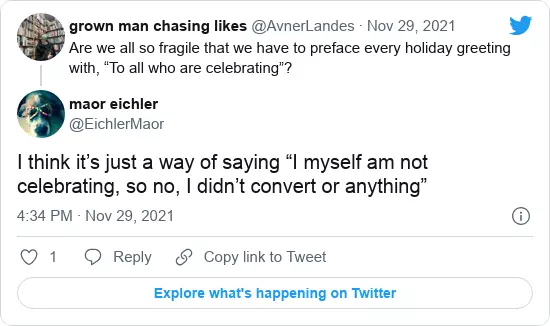 grown man chasing likes @AvnerLandes · Nov 29, 2021
Are we all so fragile that we have to preface every holiday greeting
with, “To all who are celebrating”?
maor eichler
@EichlerMaor
I think it’s just a way of saying “I myself am not
celebrating, so no, I didn’t convert or anything”
4:34 PM · Nov 29, 2021
1 Reply Copy link to Tweet
Explore what's happening on Twitter